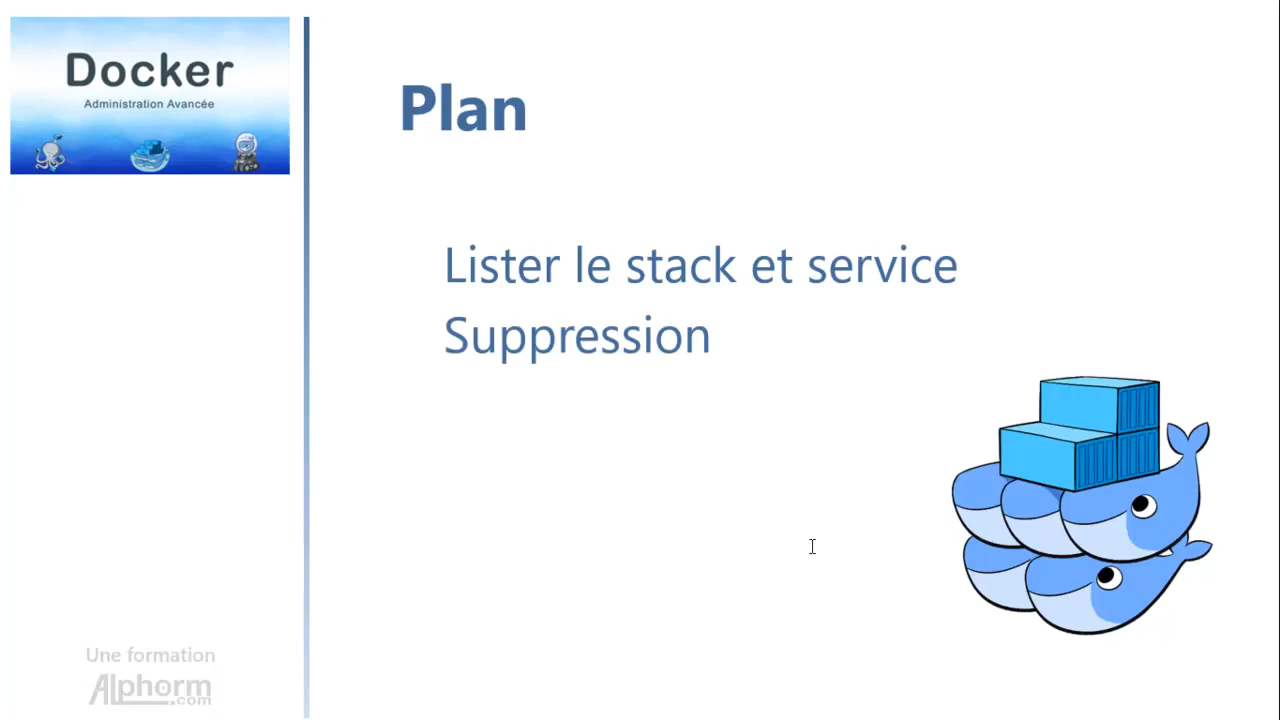 Docker
Administration Avancée
Plan
Lister le stack et service
Suppression
Une formation
Alphorm
.com